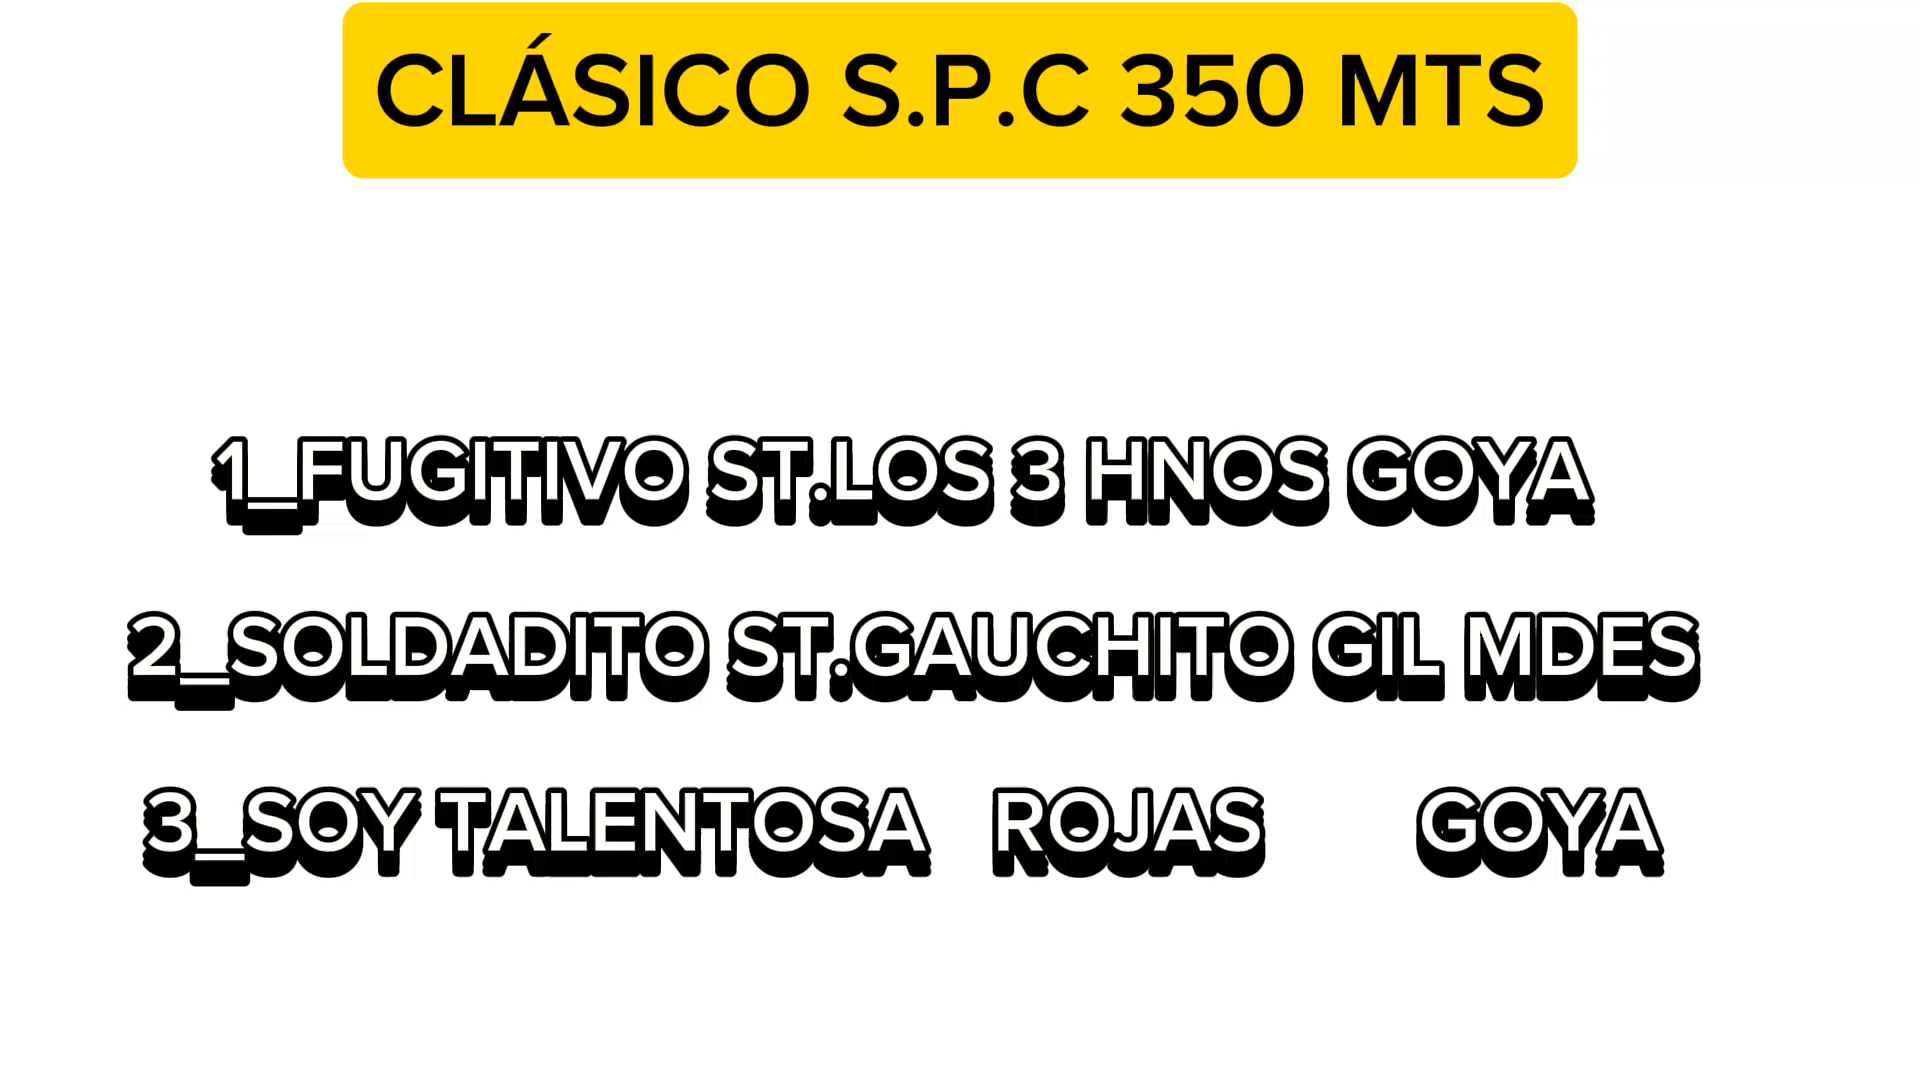 CLÁSICO S.P.C 350 MTS
1_FUGITIVO ST.LOS 3 HNOS GOYA
2_SOLDADITO ST.GAUCHITO GIL MDES
3_SOY TALENTOSA ROJAS GOYA